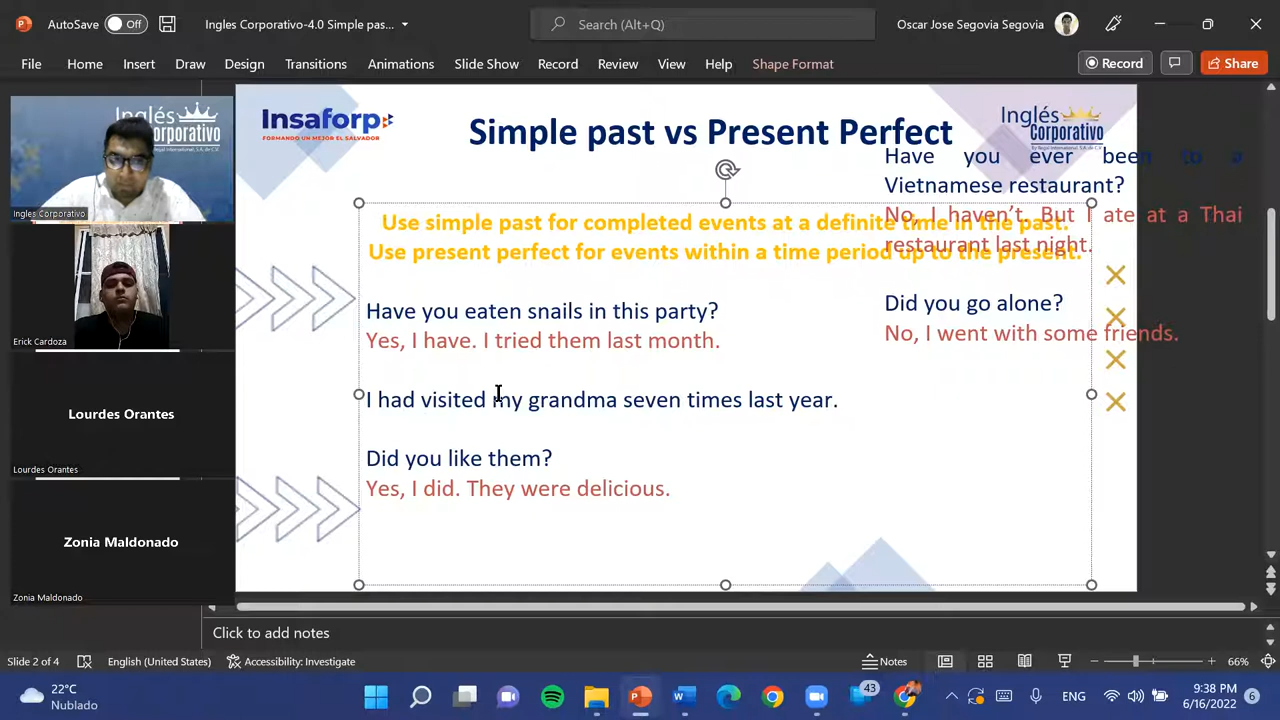 AutoSave Off Ingles Corporativo-4.0 Simple pas... Search (Alt+Q) Oscar Jose Segovia Segovia
File Home Insert Draw Design Transitions Animations Slide Show Record Review View Help Shape Format Record Share
Inglés
Corporativo
Ingles Corporativo
Erick Cardoza
Lourdes Orantes
Lourdes Orantes
Zonia Maldonado
Zonia Maldonado
Insaforp
FORMANDO UN MEJOR EL SALVADOR
Simple past vs Present Perfect
Inglés
Corporativo
by Regal International, S.A. de C.V.
Use simple past for completed events at a definite time in the past.
Use present perfect for events within a time period up to the present.
Have you eaten snails in this party?
Yes, I have. I tried them last month.
I had visited my grandma seven times last year.
Did you like them?
Yes, I did. They were delicious.
Have you ever been to a
Vietnamese restaurant?
No, I haven't. But I ate at a Thai
restaurant last night.
Did you go alone?
No, I went with some friends.
Click to add notes
Slide 2 of 4 English (United States) Accessibility: Investigate Notes 66%
22°C
Nublado
43
ENG
9:38 PM
6/16/2022
6